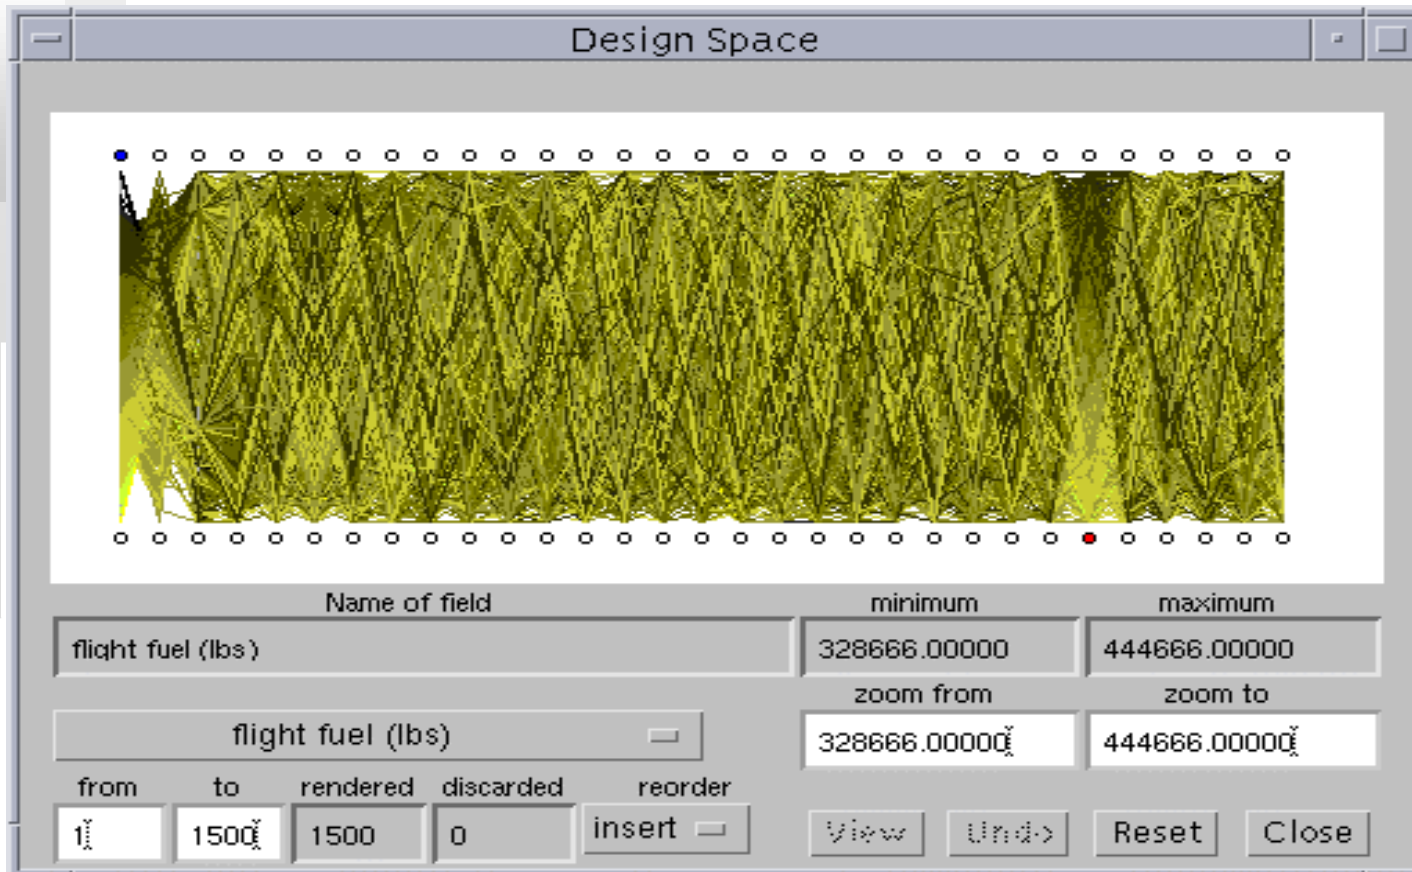 Design Space
Name of field minimum maximum
flight fuel (lbs) 328666.00000 444666.00000
zoom from zoom to
flight fuel (lbs) 328666.00000 444666.00000
from to rendered discarded reorder
1 1500 1500 0 insert View Undo Reset Close